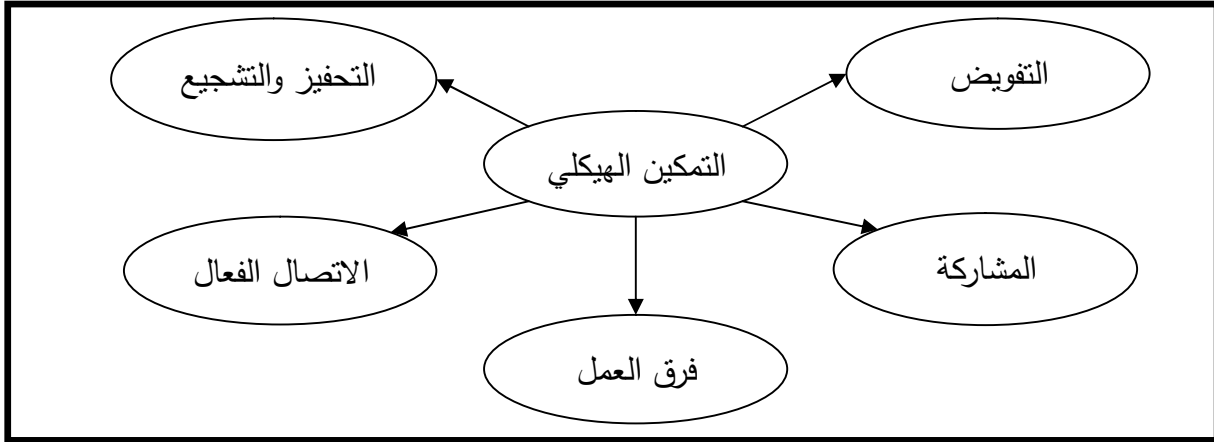 التفويض
التحفيز والتشجيع
التمكين الهيكلي
المشاركة
الاتصال الفعال
فرق العمل